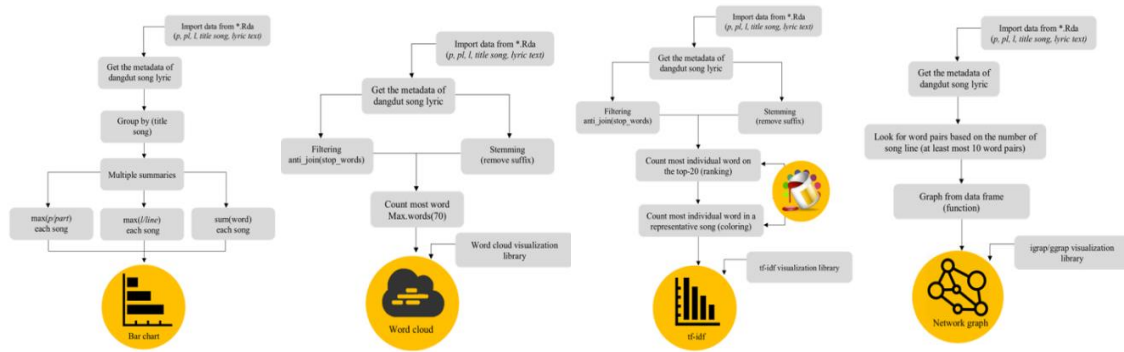 Import data from *.Rda
(p, pl, l, title song, lyric text)
Get the metadata of
dangdut song lyric
Group by (title
song)
Multiple summaries
max(p/part)
each song
max(l/line)
each song
sum(word)
each song
Bar chart
Import data from *.Rda
(p, pl, l, title song, lyric text)
Get the metadata of
dangdut song lyric
Filtering
anti_join(stop_words)
Stemming
(remove suffix)
Count most word
Max.words(70)
Word cloud visualization
library
Word cloud
Import data from *.Rda
(p, pl, l, title song, lyric text)
Get the metadata of
dangdut song lyric
Filtering
anti_join(stop_words)
Stemming
(remove suffix)
Count most individual word on
the top-20 (ranking)
Count most individual word in a
representative song (coloring)
tf-idf visualization library
tf-idf
Import data from *.Rda
(p, pl, l, title song, lyric text)
Get the metadata of
dangdut song lyric
Look for word pairs based on the number of
song line (at least most 10 word pairs)
Graph from data frame
(function)
igrap/ggrap visualization
library
Network graph